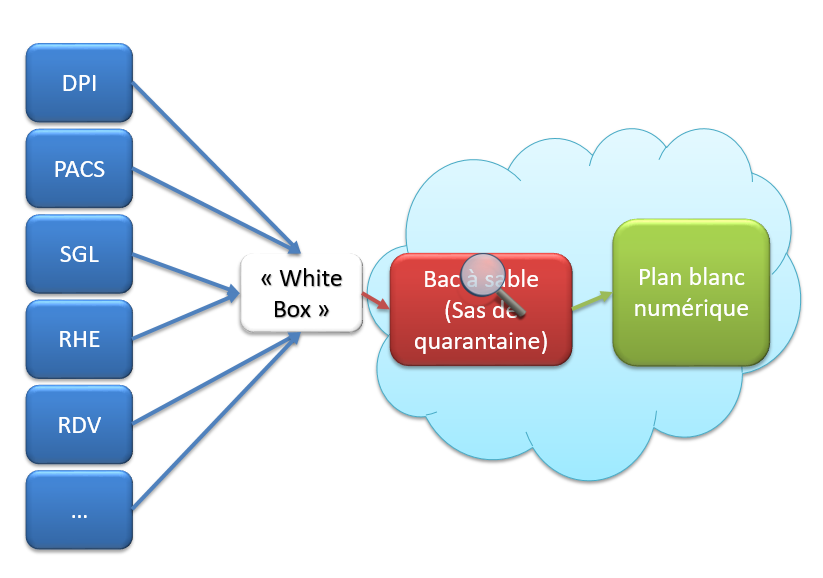 DPI
PACS
SGL
RHE
RDV
...
« White
Box »
Bac à sable
(Sas de
quarantaine)
Plan blanc
numérique